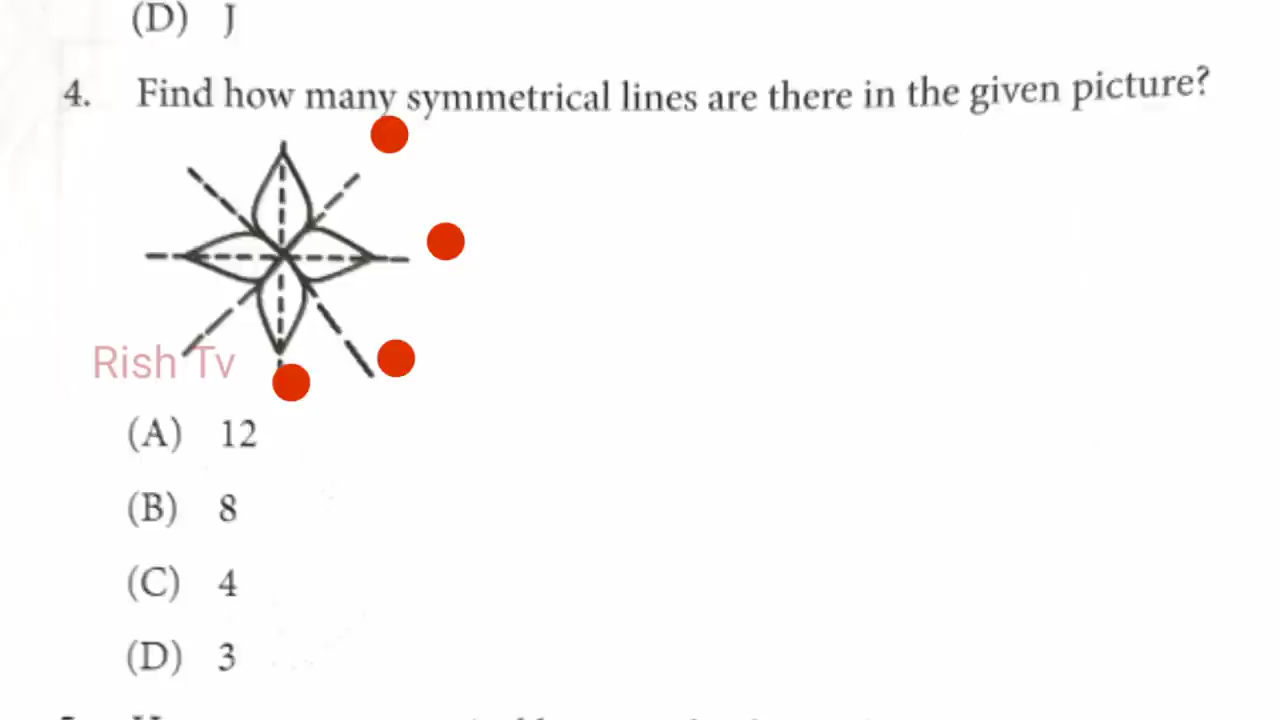 (D) J
4. Find how many symmetrical lines are there in the given picture?
Rish Tv
(A) 12
(B) 8
(C) 4
(D) 3